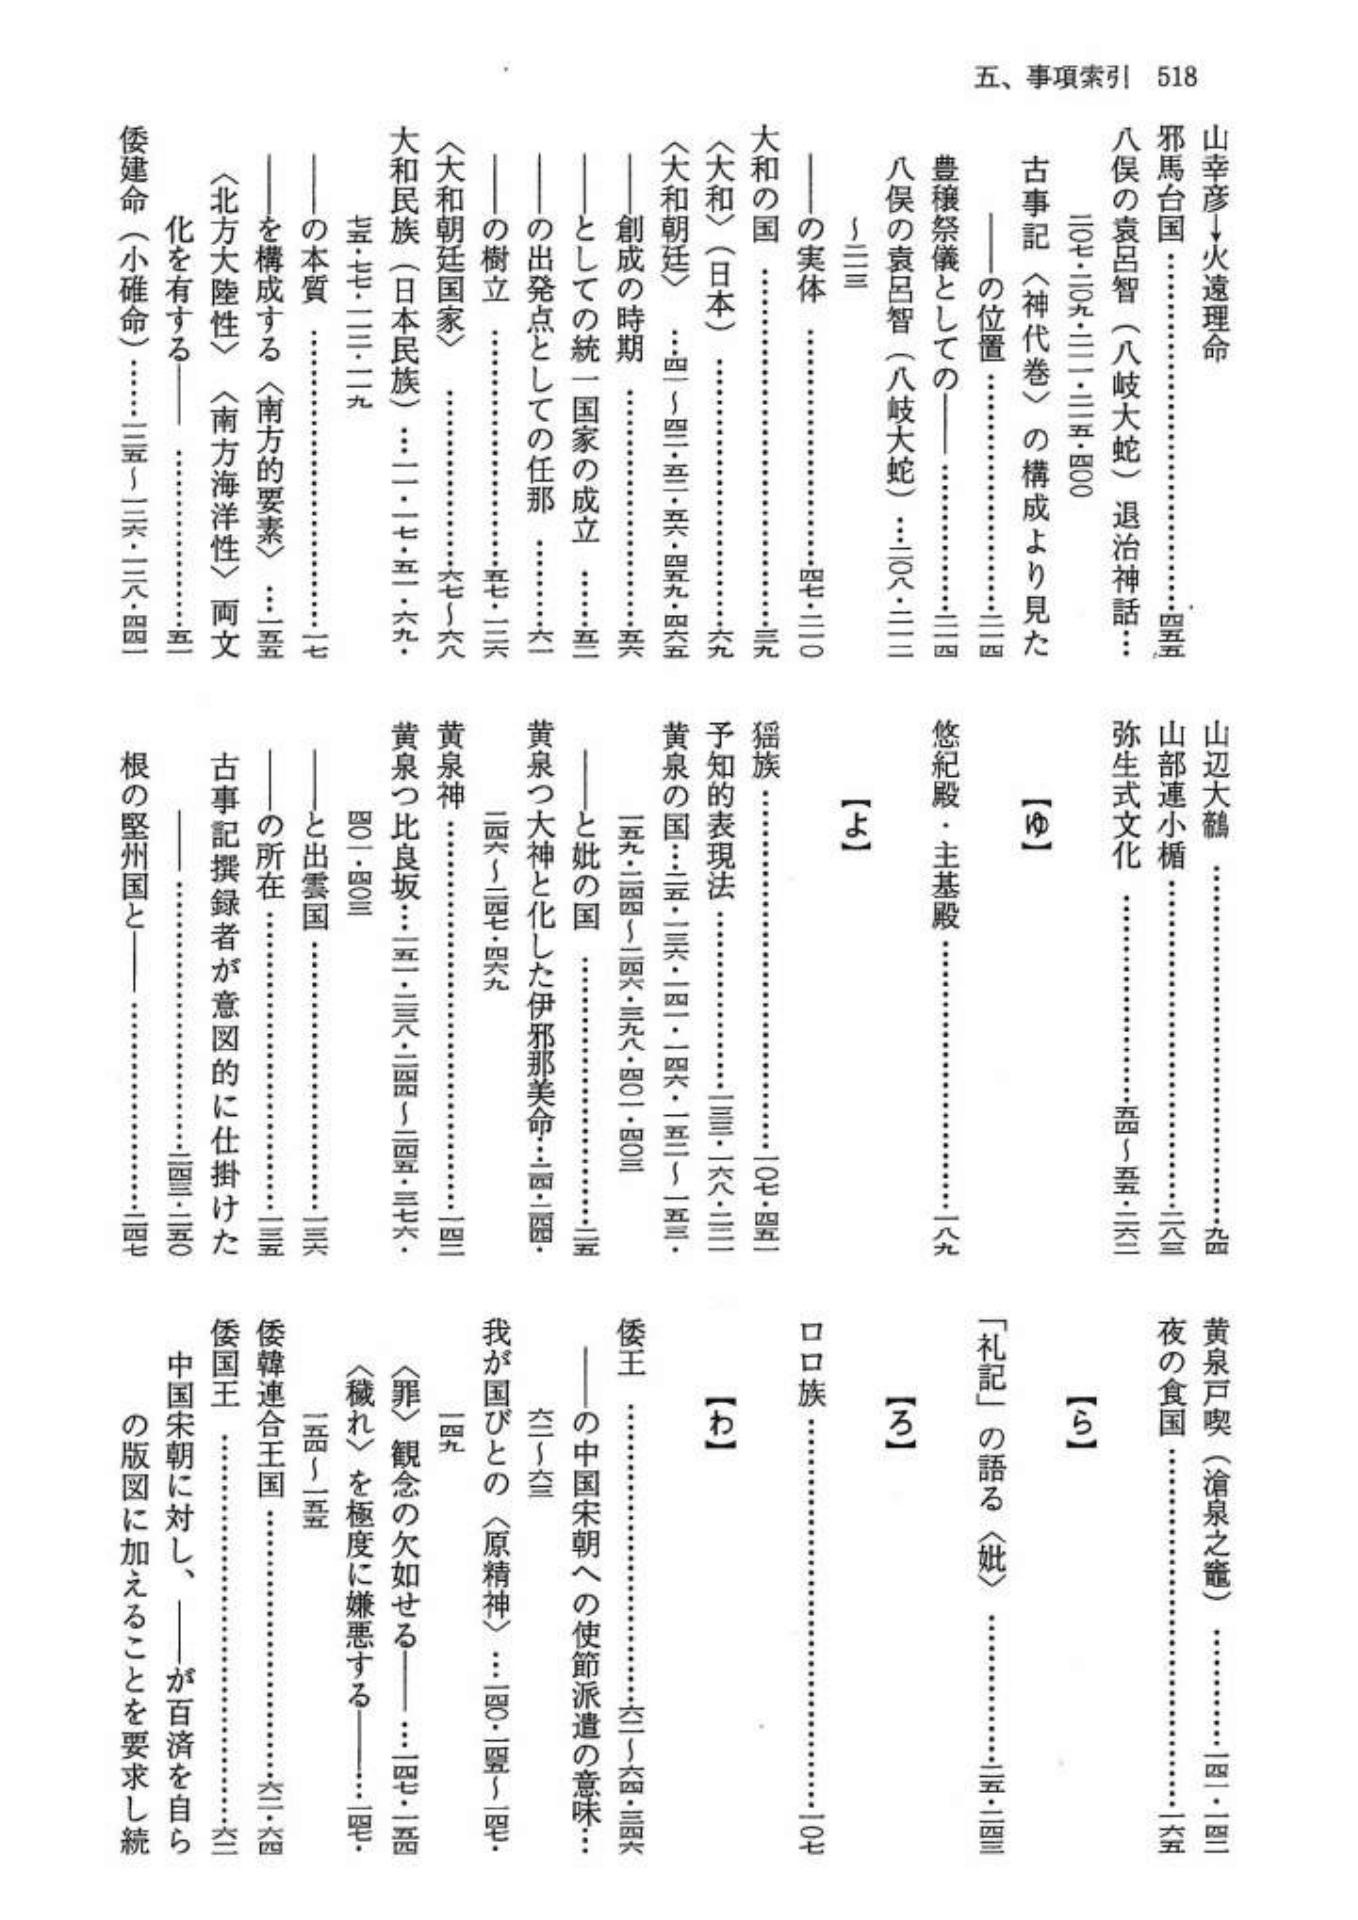 五、事項索引　518
山幸彦→火遠理命
邪馬台国…………………………四五五
八俣の袁呂智（八岐大蛇）退治神話…
二〇七・二〇九・二一一・二一五・四〇〇
古事記〈神代巻〉の構成より見た
――の位置…………………二一四
豊穣祭儀としての――…………二一四
八俣の袁呂智（八岐大蛇）…二〇八・二一二
～二一三
――の実体…………………四七・二一〇
大和の国…………………………三九
〈大和〉（日本）…………………六九
〈大和朝廷〉…四一～四二・五二・五六・四五九・四六五
――創成の時期…………………五六
――としての統一国家の成立……五二
――の出発点としての任那………六一
――の樹立…………………五七・一二六
〈大和朝廷国家〉………………六七～六八
大和民族（日本民族）…一一・一七・五一・六九・
七五・七七・一一三・一一九
――の本質…………………………一七
――を構成する〈南方的要素〉…一五五
〈北方大陸性〉〈南方海洋性〉両文
化を有する――…………………五一
倭建命（小碓命）……一二五～一二六・一二八・四四一
山辺大鶙…………………………九四
山部連小楯………………………二八三
弥生式文化………………五四～五五・二六二
【ゆ】
悠紀殿・主基殿…………………一八九
【よ】
猺族…………………………一〇七・四五一
予知的表現法…………一三三・一六八・二二一
黄泉の国…二五・一三六・一四一・一四六・一五二～一五三・
一五九・二四四～二四六・三九八・四〇一・四〇三
――と妣の国…………………………二五
黄泉つ大神と化した伊邪那美命…二四・二四四・
二四六～二四七・四六九
黄泉神…………………………一四二
黄泉つ比良坂…一五一・二三八・二四四～二四五・三七六・
四〇一・四〇三
――と出雲国………………………一三六
――の所在…………………………一三五
古事記撰録者が意図的に仕掛けた
――…………………………二四三・二五〇
根の堅州国と――………………二四七
黄泉戸喫（滄泉之竈）…………一四一・一四二
夜の食国…………………………一六五
【ら】
「礼記」の語る〈妣〉…………二五・二四三
【ろ】
ロロ族…………………………一〇七
【わ】
倭王…………………………六二～六四・三四六
――の中国宋朝への使節派遣の意味…
六二～六三
我が国びとの〈原精神〉…一四〇・一四五～一四七・
一四九
〈罪〉観念の欠如せる――…一四七・一五四
〈穢れ〉を極度に嫌悪する――…一四七・
一五四～一五五
倭韓連合王国…………………六二・六四
倭国王…………………………六二
中国宋朝に対し、――が百済を自ら
の版図に加えることを要求し続